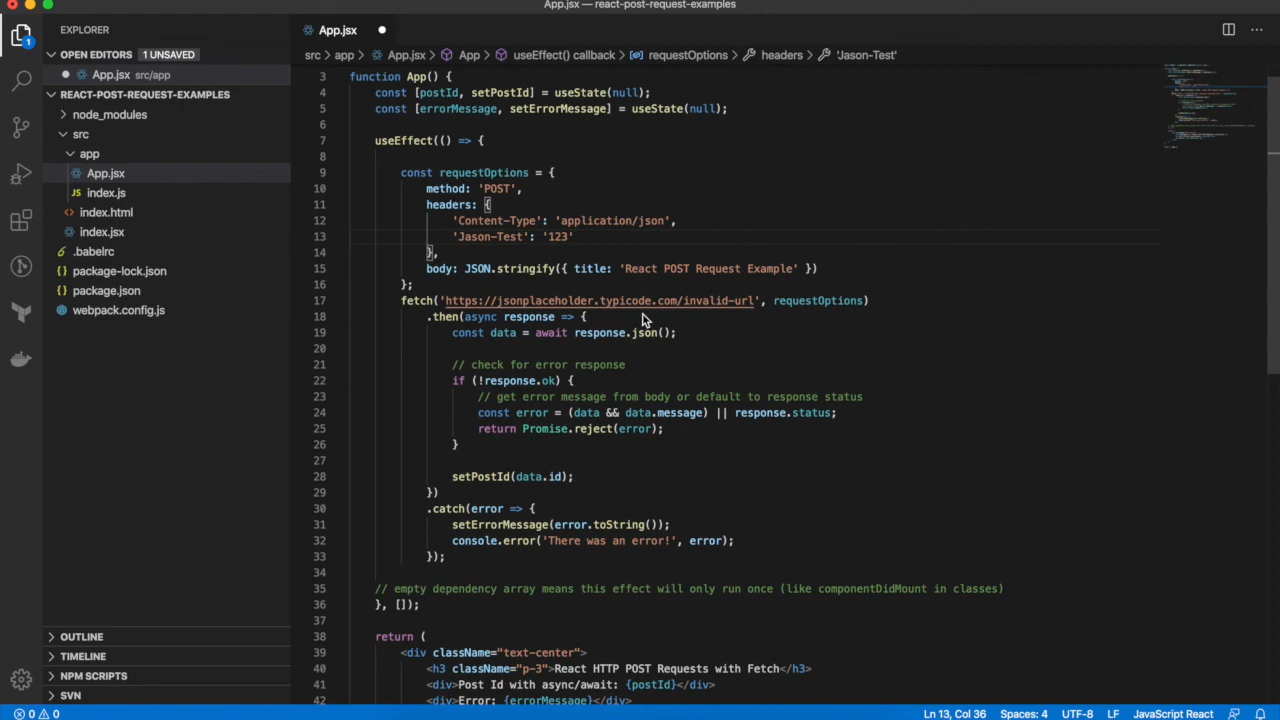 App.jsx — react-post-request-examples
EXPLORER
OPEN EDITORS 1 UNSAVED
App.jsx src/app
REACT-POST-REQUEST-EXAMPLES
node_modules
src
app
App.jsx
JS index.js
index.html
index.jsx
.babelrc
package-lock.json
package.json
webpack.config.js
OUTLINE
TIMELINE
NPM SCRIPTS
SVN
1
App.jsx
src > app > App.jsx > App > useEffect() callback > requestOptions > headers > 'Jason-Test'
3 function App() {
4 const [postId, setPostId] = useState(null);
5 const [errorMessage, setErrorMessage] = useState(null);
6
7 useEffect(() => {
8
9 const requestOptions = {
10 method: 'POST',
11 headers: {
12 'Content-Type': 'application/json',
13 'Jason-Test': '123'
14 },
15 body: JSON.stringify({ title: 'React POST Request Example' })
16 };
17 fetch('https://jsonplaceholder.typicode.com/invalid-url', requestOptions)
18 .then(async response => {
19 const data = await response.json();
20
21 // check for error response
22 if (!response.ok) {
23 // get error message from body or default to response status
24 const error = (data && data.message) || response.status;
25 return Promise.reject(error);
26 }
27
28 setPostId(data.id);
29 })
30 .catch(error => {
31 setErrorMessage(error.toString());
32 console.error('There was an error!', error);
33 });
34
35 // empty dependency array means this effect will only run once (like componentDidMount in classes)
36 }, []);
37
38 return (
39 <div className="text-center">
40 <h3 className="p-3">React HTTP POST Requests with Fetch</h3>
41 <div>Post Id with async/await: {postId}</div>
42 <div>Error: {errorMessage}</div>
0 0 Ln 13, Col 36 Spaces: 4 UTF-8 LF JavaScript React